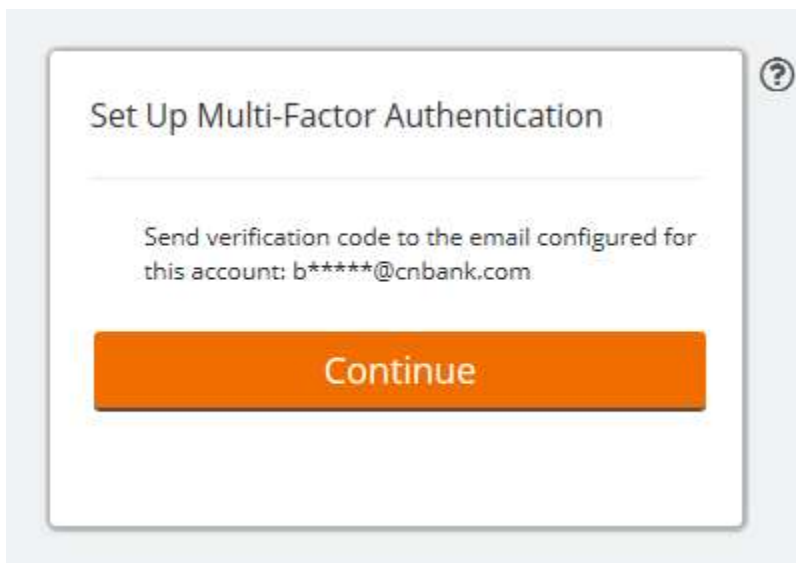 Set Up Multi-Factor Authentication
Send verification code to the email configured for
this account: b*****@cnbank.com
Continue
?